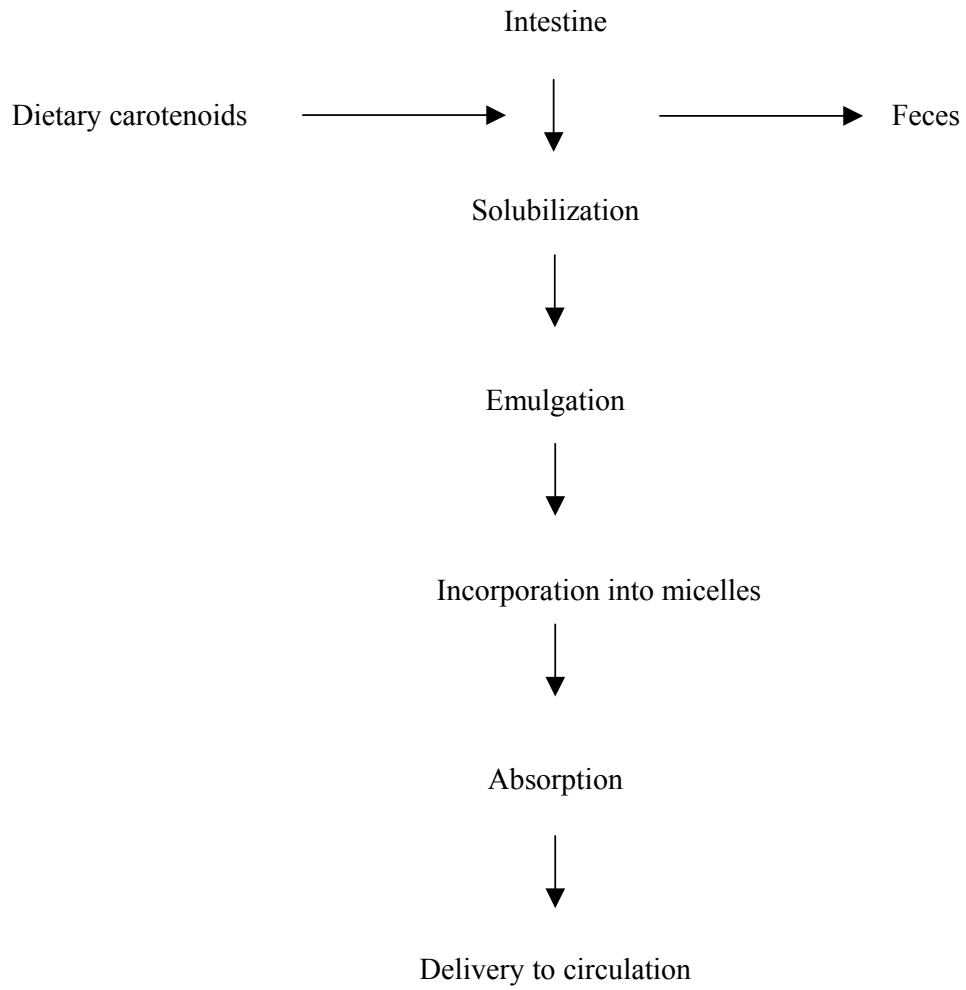 Intestine
Dietary carotenoids
Feces
Solubilization
Emulgation
Incorporation into micelles
Absorption
Delivery to circulation